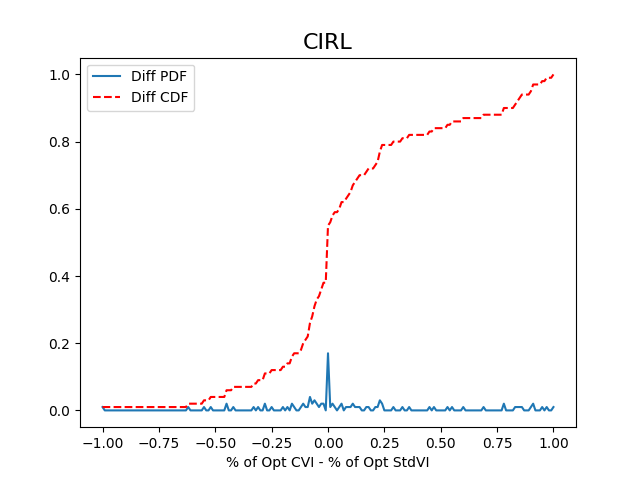 CIRL
Diff PDF
Diff CDF
1.0
0.8
0.6
0.4
0.2
0.0
−1.00 −0.75 −0.50 −0.25 0.00 0.25 0.50 0.75 1.00
% of Opt CVI - % of Opt StdVI